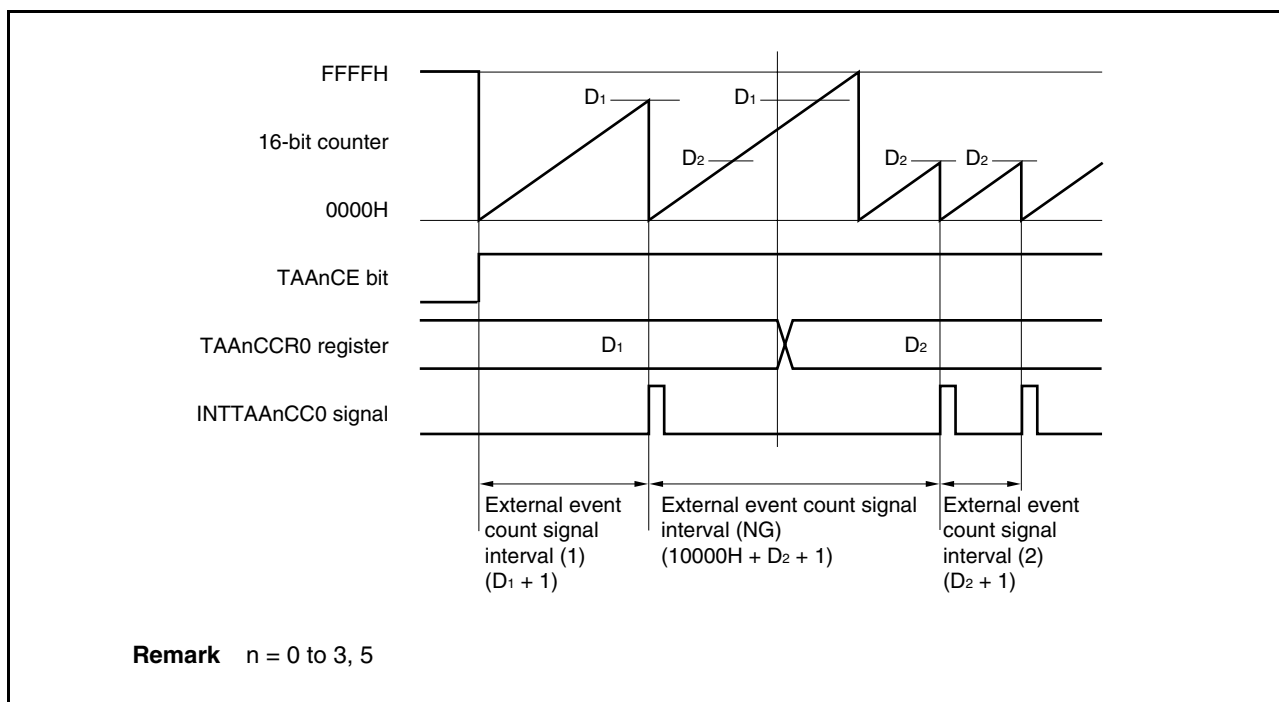 FFFFH
D1
D1
16-bit counter
D2
D2
D2
0000H
TAAnCE bit
TAAnCCR0 register
D1
D2
INTTAAnCC0 signal
External event
count signal
interval (1)
(D1 + 1)
External event count signal
interval (NG)
(10000H + D2 + 1)
External event
count signal
interval (2)
(D2 + 1)
Remark n = 0 to 3, 5